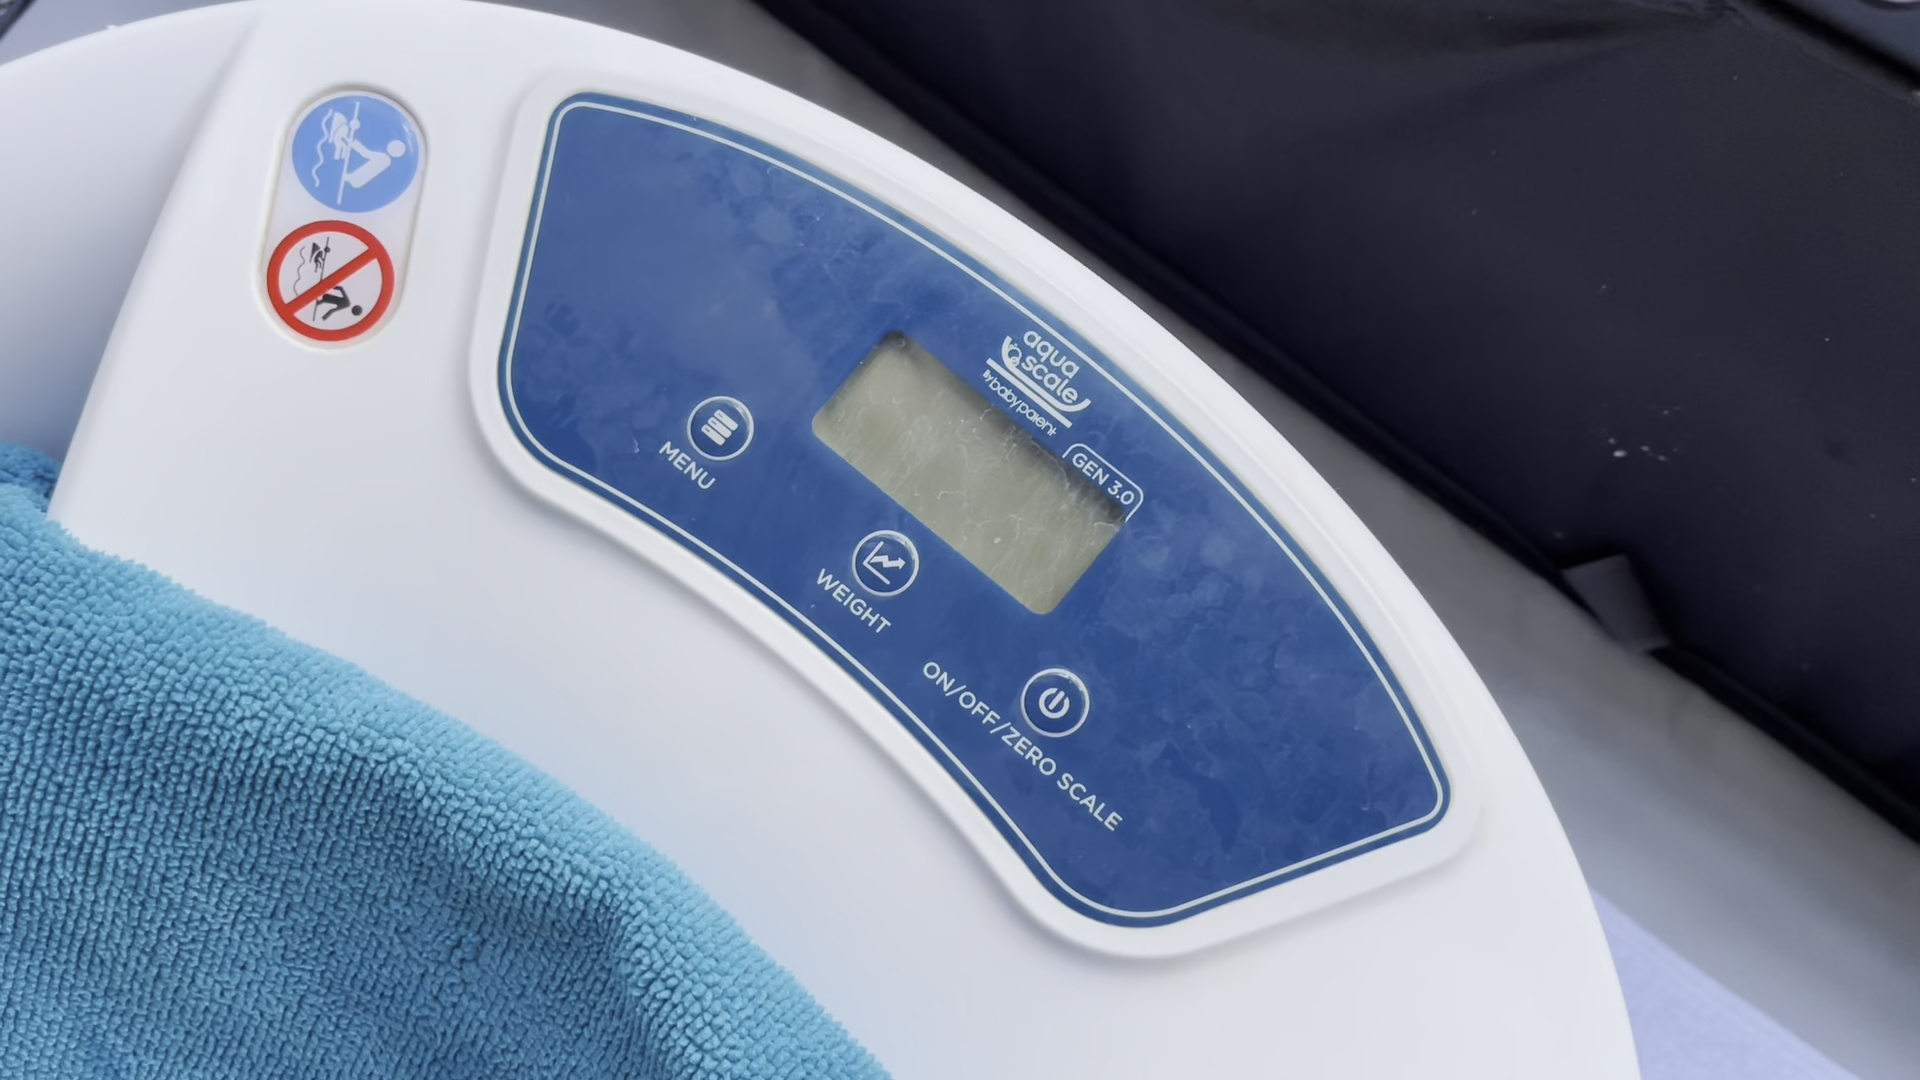 aqua
scale
by baby patent
GEN 3.0
MENU
WEIGHT
ON/OFF/ZERO SCALE